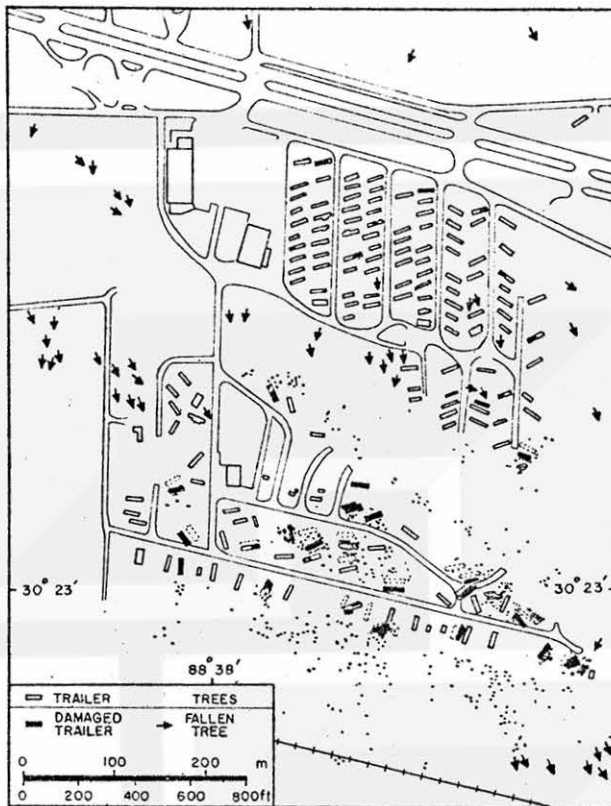 30° 23'
30° 23'
88° 38'
TRAILER TREES
DAMAGED TRAILER FALLEN TREE
0 100 200 m
0 200 400 600 800ft